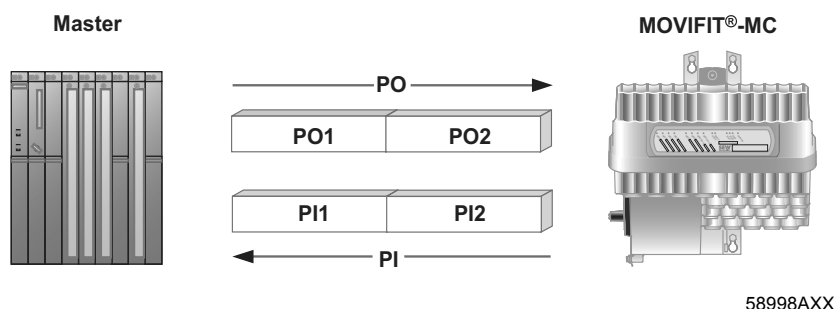 Master
MOVIFIT®-MC
PO
PO1 PO2
PI1 PI2
PI
58998AXX